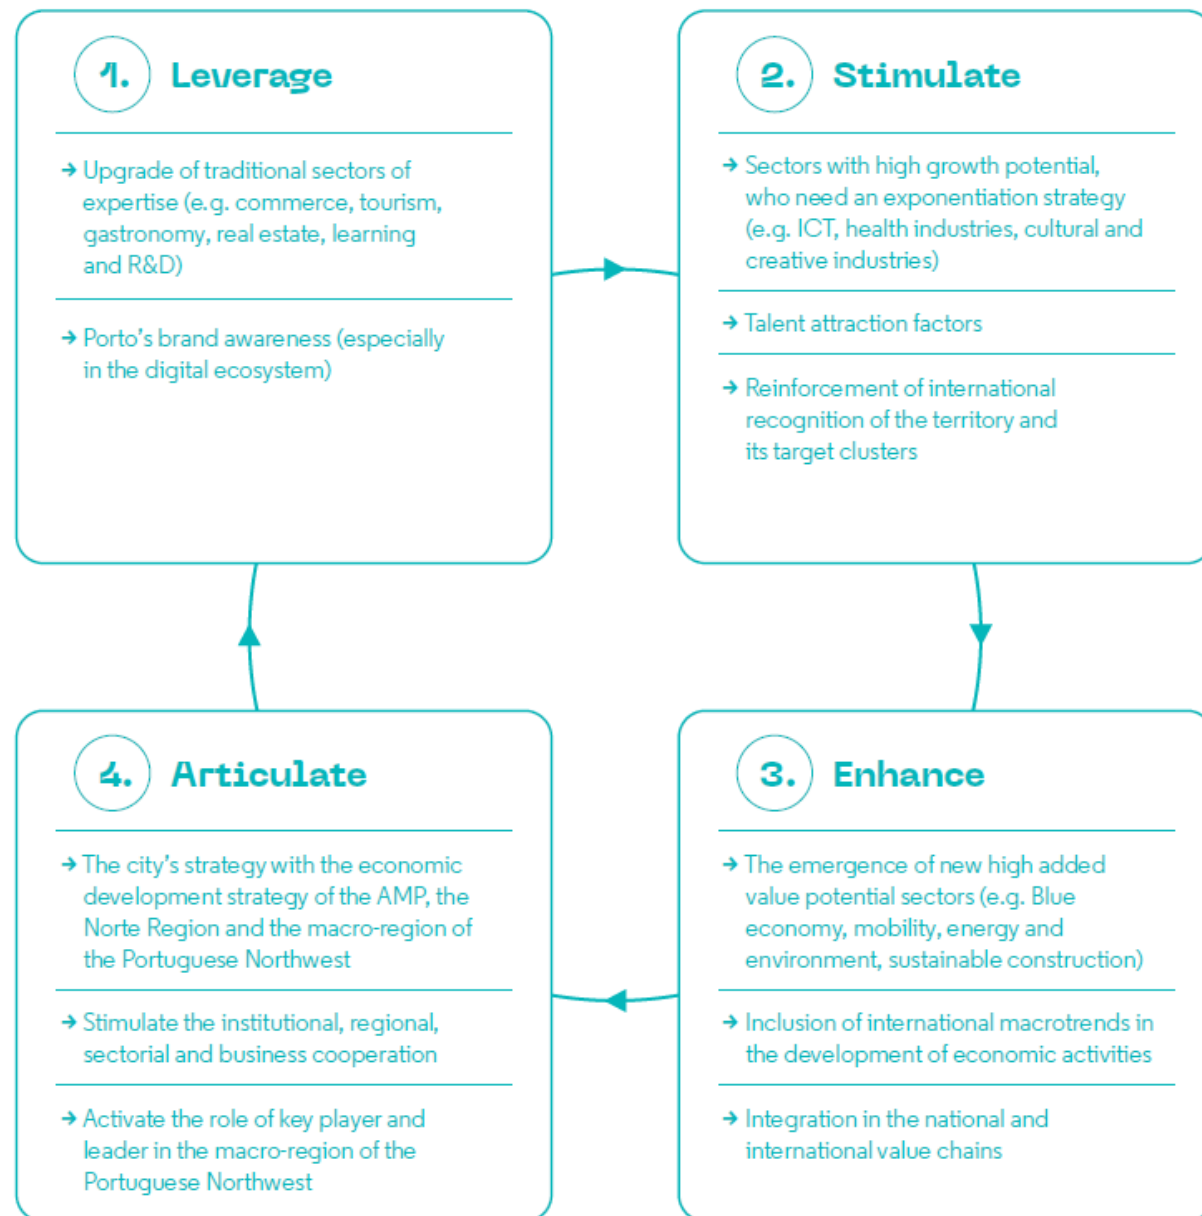 1. Leverage
→ Upgrade of traditional sectors of
expertise (e.g. commerce, tourism,
gastronomy, real estate, learning
and R&D)
→ Porto's brand awareness (especially
in the digital ecosystem)
2. Stimulate
→ Sectors with high growth potential,
who need an exponentiation strategy
(e.g. ICT, health industries, cultural and
creative industries)
→ Talent attraction factors
→ Reinforcement of international
recognition of the territory and
its target clusters
3. Enhance
→ The emergence of new high added
value potential sectors (e.g. Blue
economy, mobility, energy and
environment, sustainable construction)
→ Inclusion of international macrotrends in
the development of economic activities
→ Integration in the national and
international value chains
4. Articulate
→ The city's strategy with the economic
development strategy of the AMP, the
Norte Region and the macro-region of
the Portuguese Northwest
→ Stimulate the institutional, regional,
sectorial and business cooperation
→ Activate the role of key player and
leader in the macro-region of the
Portuguese Northwest